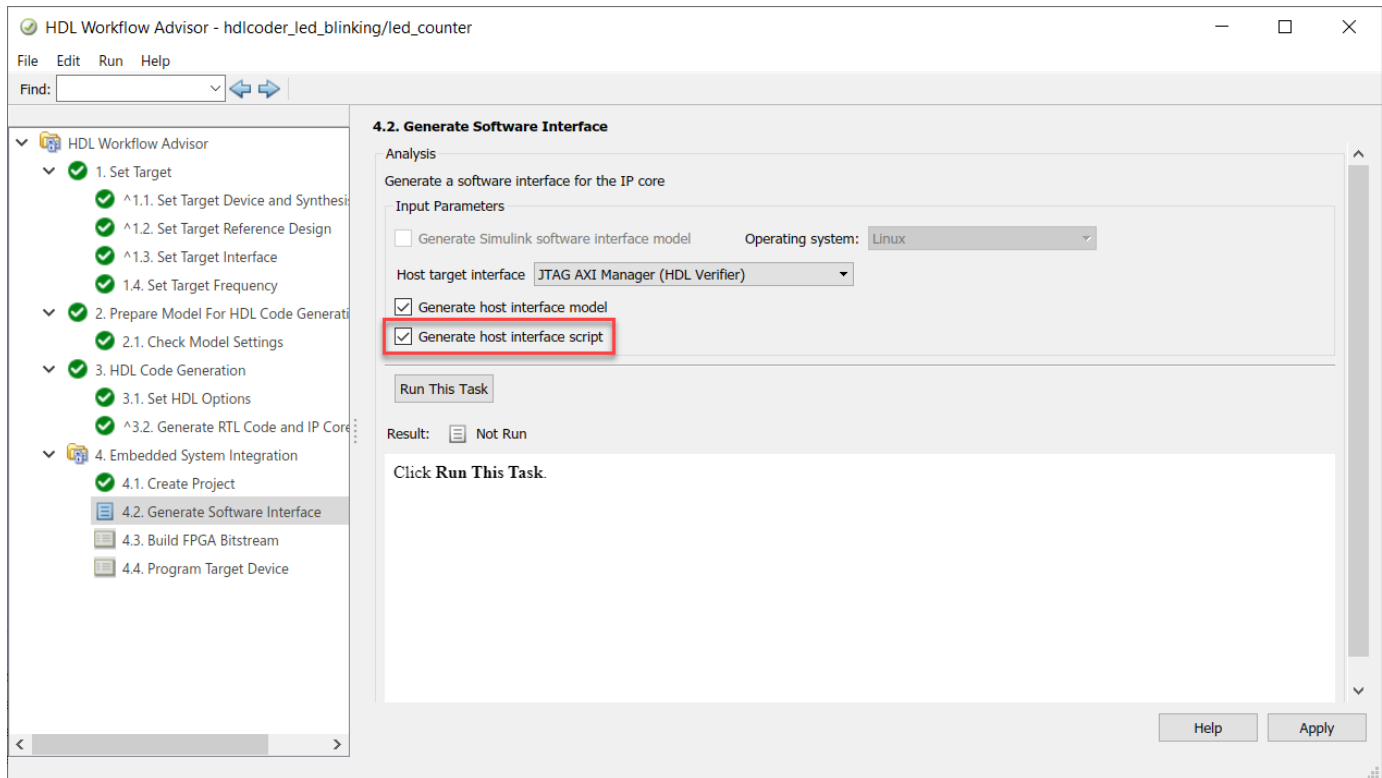 HDL Workflow Advisor - hdlcoder_led_blinking/led_counter
File Edit Run Help
Find:
HDL Workflow Advisor
1. Set Target
^1.1. Set Target Device and Synthesi
^1.2. Set Target Reference Design
^1.3. Set Target Interface
1.4. Set Target Frequency
2. Prepare Model For HDL Code Generati
2.1. Check Model Settings
3. HDL Code Generation
3.1. Set HDL Options
^3.2. Generate RTL Code and IP Core
4. Embedded System Integration
4.1. Create Project
4.2. Generate Software Interface
4.3. Build FPGA Bitstream
4.4. Program Target Device
4.2. Generate Software Interface
Analysis
Generate a software interface for the IP core
Input Parameters
Generate Simulink software interface model Operating system: Linux
Host target interface JTAG AXI Manager (HDL Verifier)
Generate host interface model
Generate host interface script
Run This Task
Result: Not Run
Click Run This Task.
Help Apply